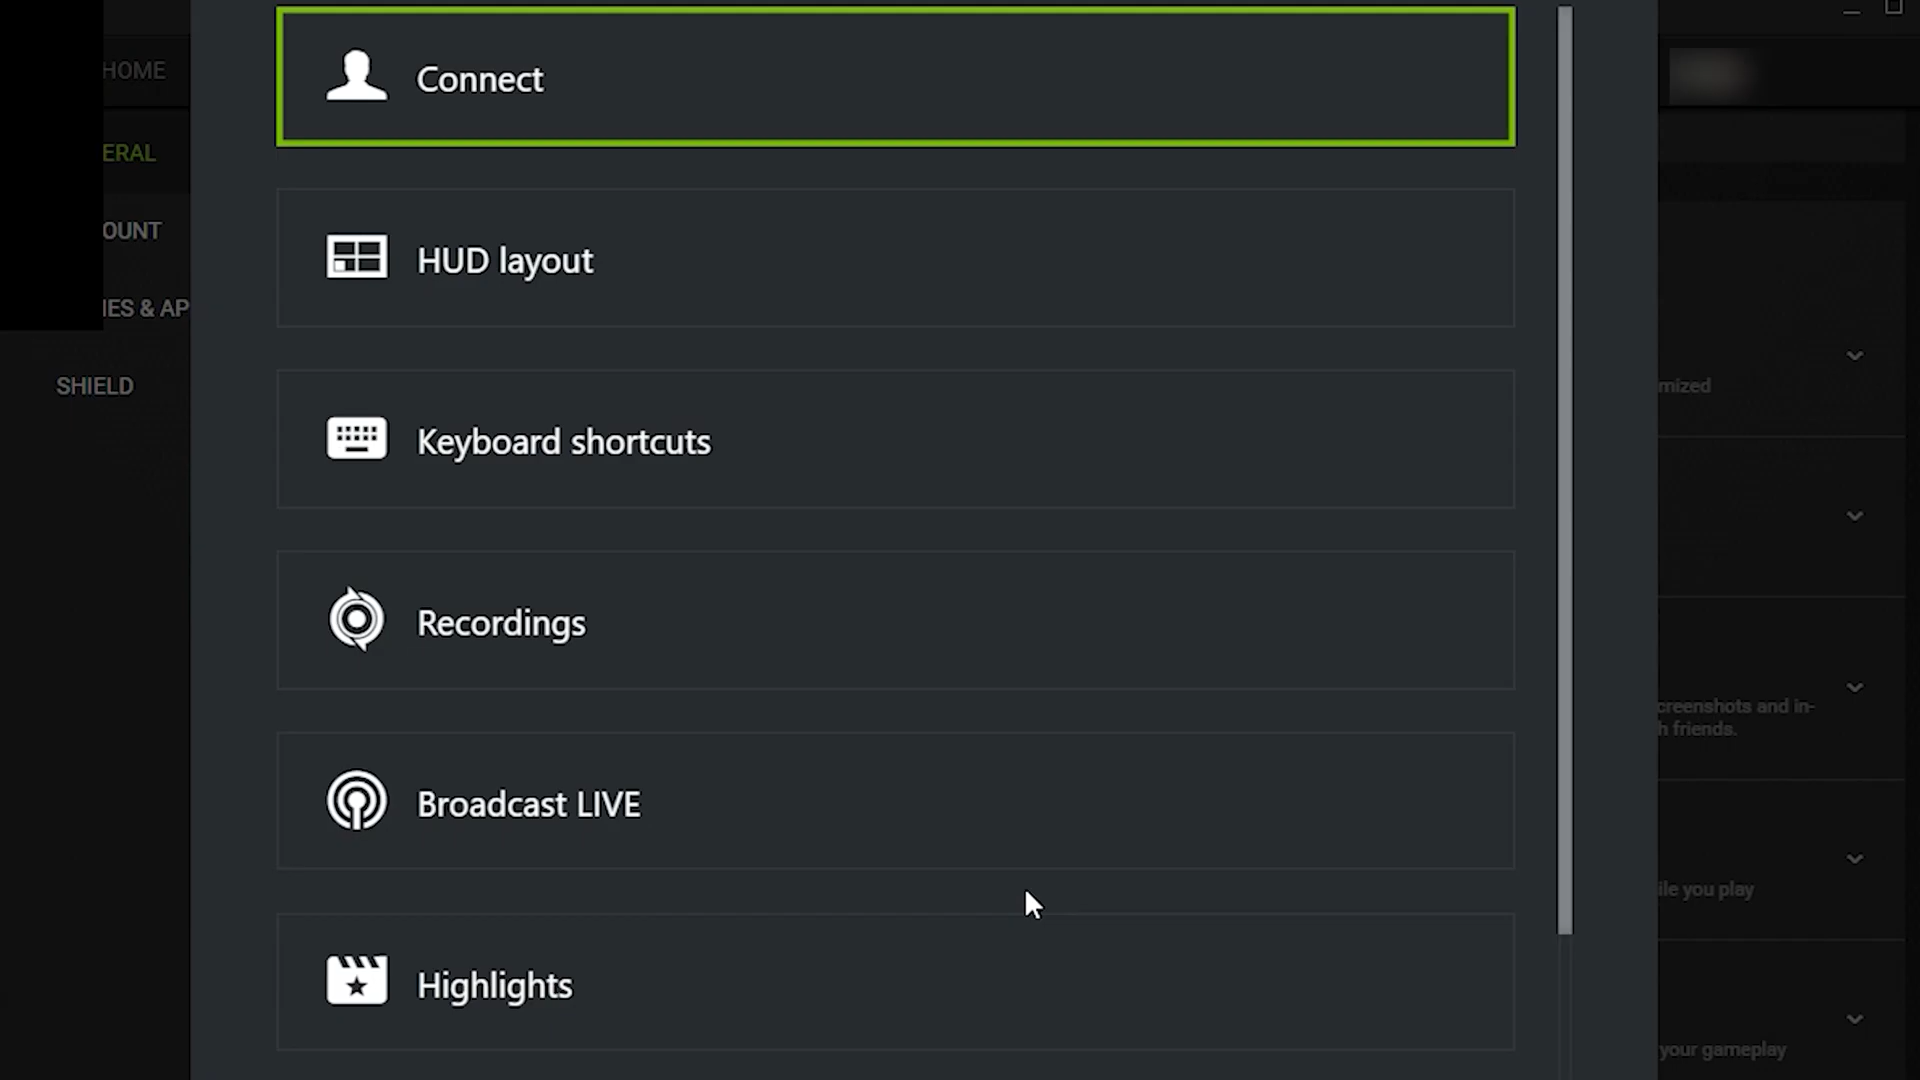 HOME
ERAL
OUNT
IES & AP
SHIELD
Connect
HUD layout
Keyboard shortcuts
Recordings
Broadcast LIVE
Highlights
mized
creenshots and in-
h friends.
ile you play
your gameplay